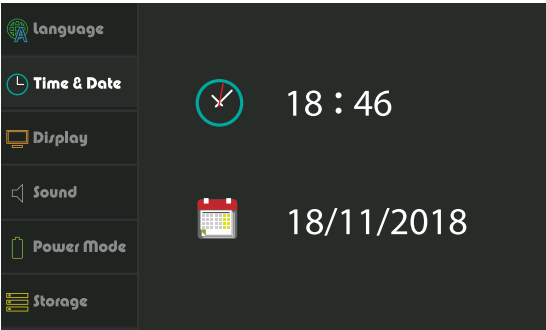 Language
Time & Date
Display
Sound
Power Mode
Storage
18 : 46
18/11/2018